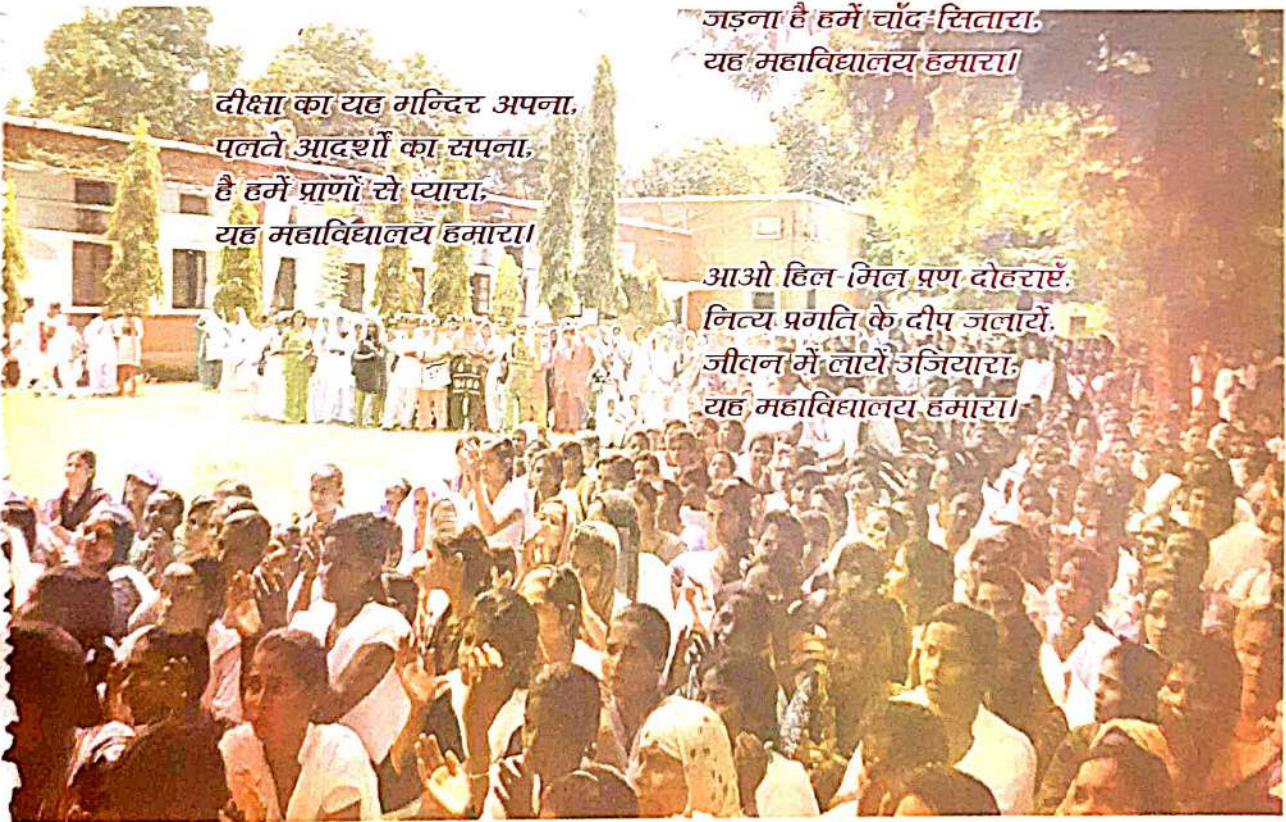 दीक्षा का यह मन्दिर अपना,
पलते आदर्शों का सपना,
है हमें प्राणों से प्यारा,
यह महाविद्यालय हमारा।
जड़ना है हमें चाँद-सितारा,
यह महाविद्यालय हमारा।
आओ हिल-मिल प्रण दोहराएँ,
नित्य प्रगति के दीप जलायें,
जीवन में लायें उजियारा,
यह महाविद्यालय हमारा।